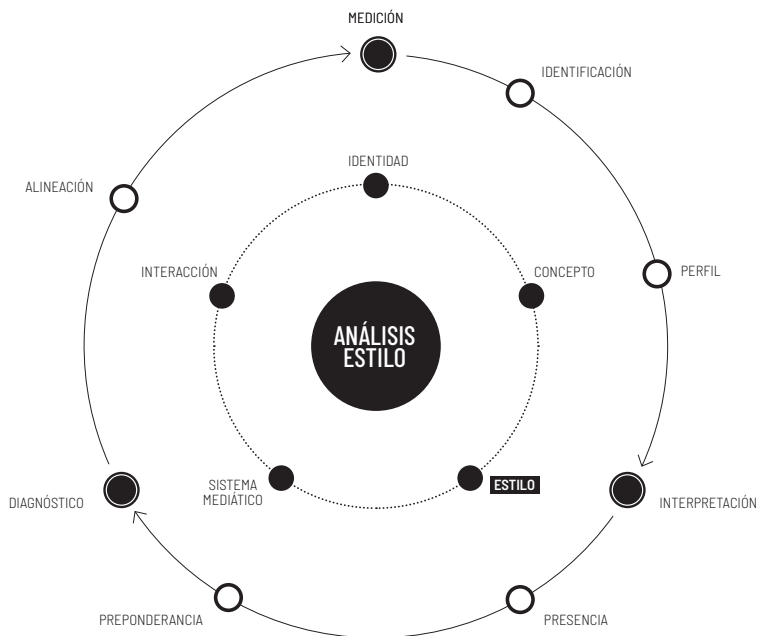 MEDICIÓN
IDENTIFICACIÓN
IDENTIDAD
ALINEACIÓN
INTERACCIÓN
CONCEPTO
PERFIL
ANÁLISIS
ESTILO
SISTEMA
MEDIÁTICO
ESTILO
DIAGNÓSTICO
INTERPRETACIÓN
PREPONDERANCIA
PRESENCIA